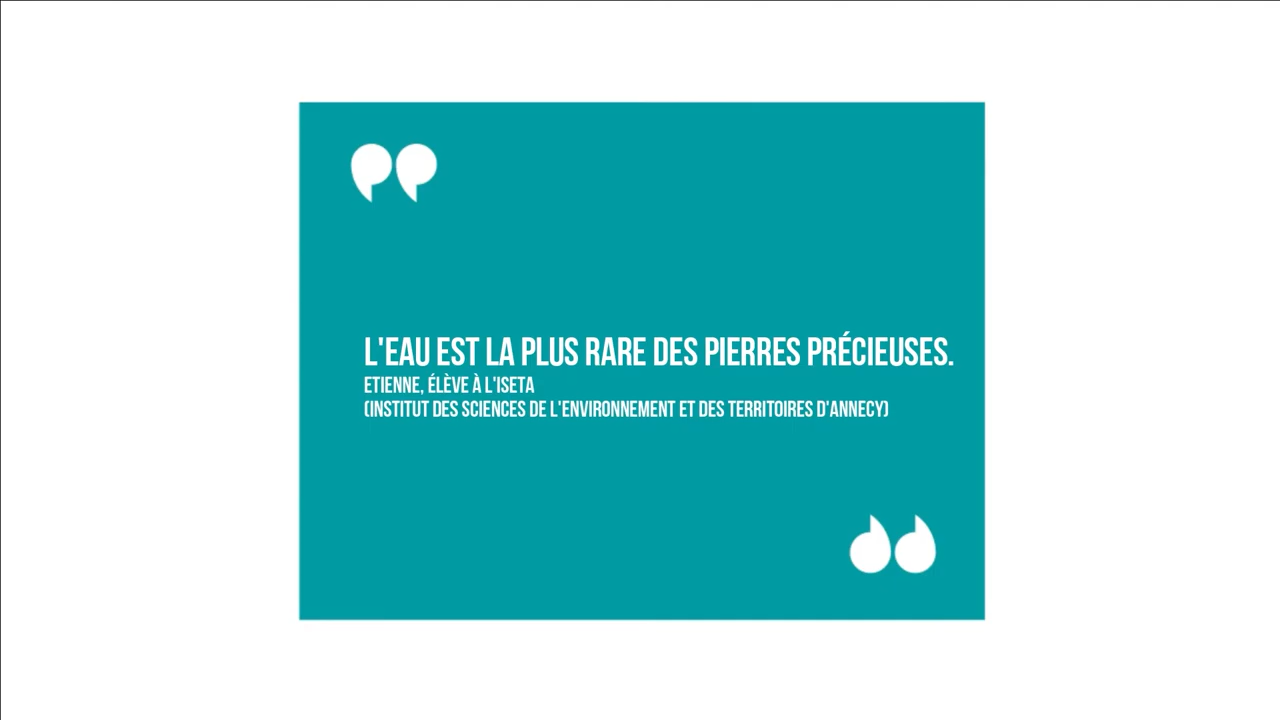 L'EAU EST LA PLUS RARE DES PIERRES PRÉCIEUSES.
ETIENNE, ÉLÈVE À L'ISETA
(INSTITUT DES SCIENCES DE L'ENVIRONNEMENT ET DES TERRITOIRES D'ANNECY)